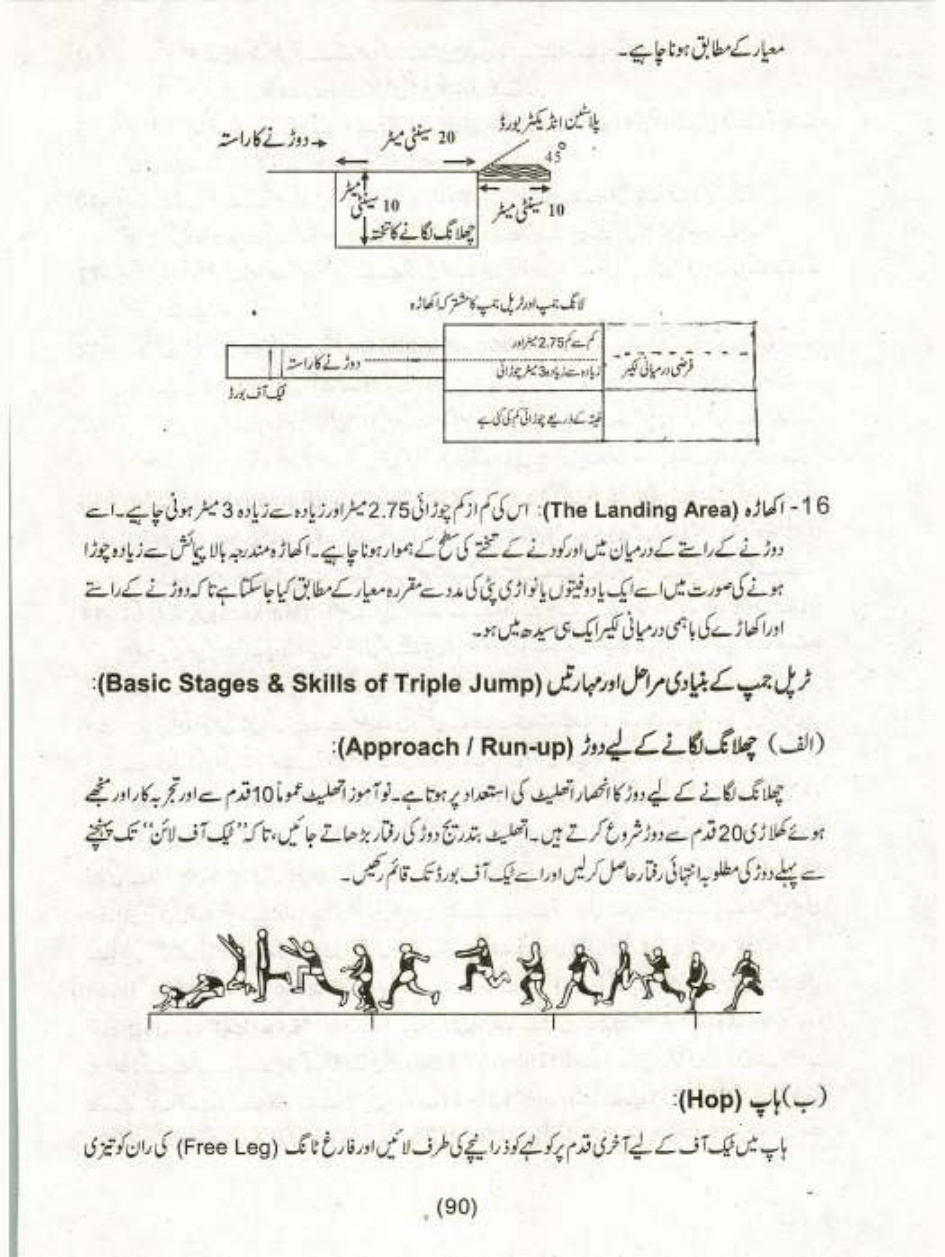 معیار کے مطابق ہونا چاہیے۔
پلاسٹین انڈیکیٹر بورڈ
45°
20 سینٹی میٹر
→ دوڑنے کا راستہ
10 سینٹی میٹر
10 سینٹی میٹر
چھلانگ لگانے کا تختہ
لانگ جمپ اور ٹرپل جمپ کا مشترکہ اکھاڑہ
کم سے کم 2.75 میٹر اور
زیادہ سے زیادہ 3 میٹر چوڑائی
فرضی درمیانی لکیر
دوڑنے کا راستہ
ٹیک آف بورڈ
فیتہ کے ذریعے چوڑائی کم کی گئی ہے
16- اکھاڑہ (The Landing Area): اس کی کم از کم چوڑائی 2.75 میٹر اور زیادہ سے زیادہ 3 میٹر ہونی چاہیے۔ اسے
دوڑنے کے راستے کے درمیان میں اور کودنے کے تختے کی سطح کے ہموار ہونا چاہیے۔ اکھاڑہ مندرجہ بالا پیمائش سے زیادہ چوڑا
ہونے کی صورت میں اسے ایک یا دو فیتوں یا نواڑی پٹی کی مدد سے مقررہ معیار کے مطابق کیا جا سکتا ہے تا کہ دوڑنے کے راستے
اور اکھاڑے کی باہمی درمیانی لکیر ایک ہی سیدھ میں ہو۔
ٹرپل جمپ کے بنیادی مراحل اور مہارتیں (Basic Stages & Skills of Triple Jump):
(الف) چھلانگ لگانے کے لیے دوڑ (Approach / Run-up):
چھلانگ لگانے کے لیے دوڑ کا انحصار اتھلیٹ کی استعداد پر ہوتا ہے۔ نو آموز اتھلیٹ عموماً 10 قدم سے اور تجربہ کار اور منجھے
ہوئے کھلاڑی 20 قدم سے دوڑ شروع کرتے ہیں۔ اتھلیٹ بتدریج دوڑ کی رفتار بڑھاتے جائیں، تاکہ ”ٹیک آف لائن“ تک پہنچنے
سے پہلے دوڑ کی مطلوبہ انتہائی رفتار حاصل کر لیں اور اسے ٹیک آف بورڈ تک قائم رکھیں۔
(ب) ہاپ (Hop):
ہاپ میں ٹیک آف کے لیے آخری قدم پر کولہے کو ذرا نیچے کی طرف لائیں اور فارغ ٹانگ (Free Leg) کی ران کو تیزی
(90)